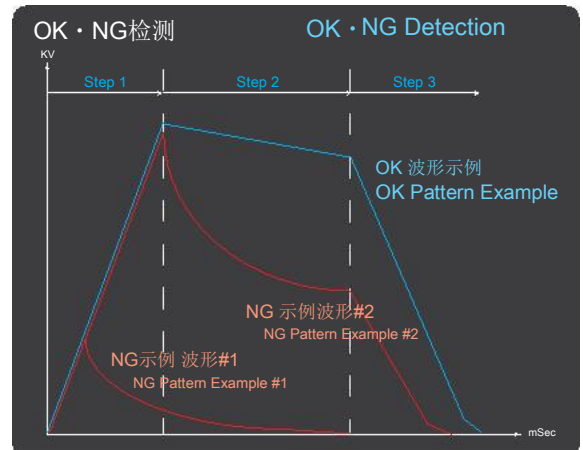 OK・NG检测
OK・NG Detection
KV
Step 1
Step 2
Step 3
OK 波形示例
OK Pattern Example
NG 示例波形#2
NG Pattern Example #2
NG示例 波形#1
NG Pattern Example #1
mSec